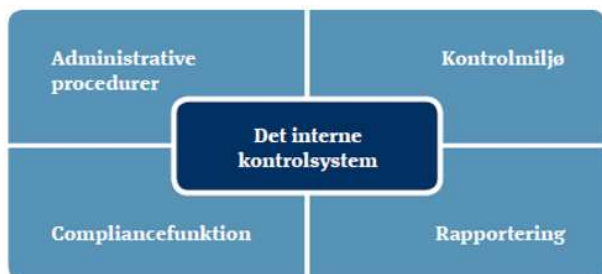 Administrative
procedurer
Kontrolmiljø
Det interne
kontrolsystem
Compliancefunktion
Rapportering